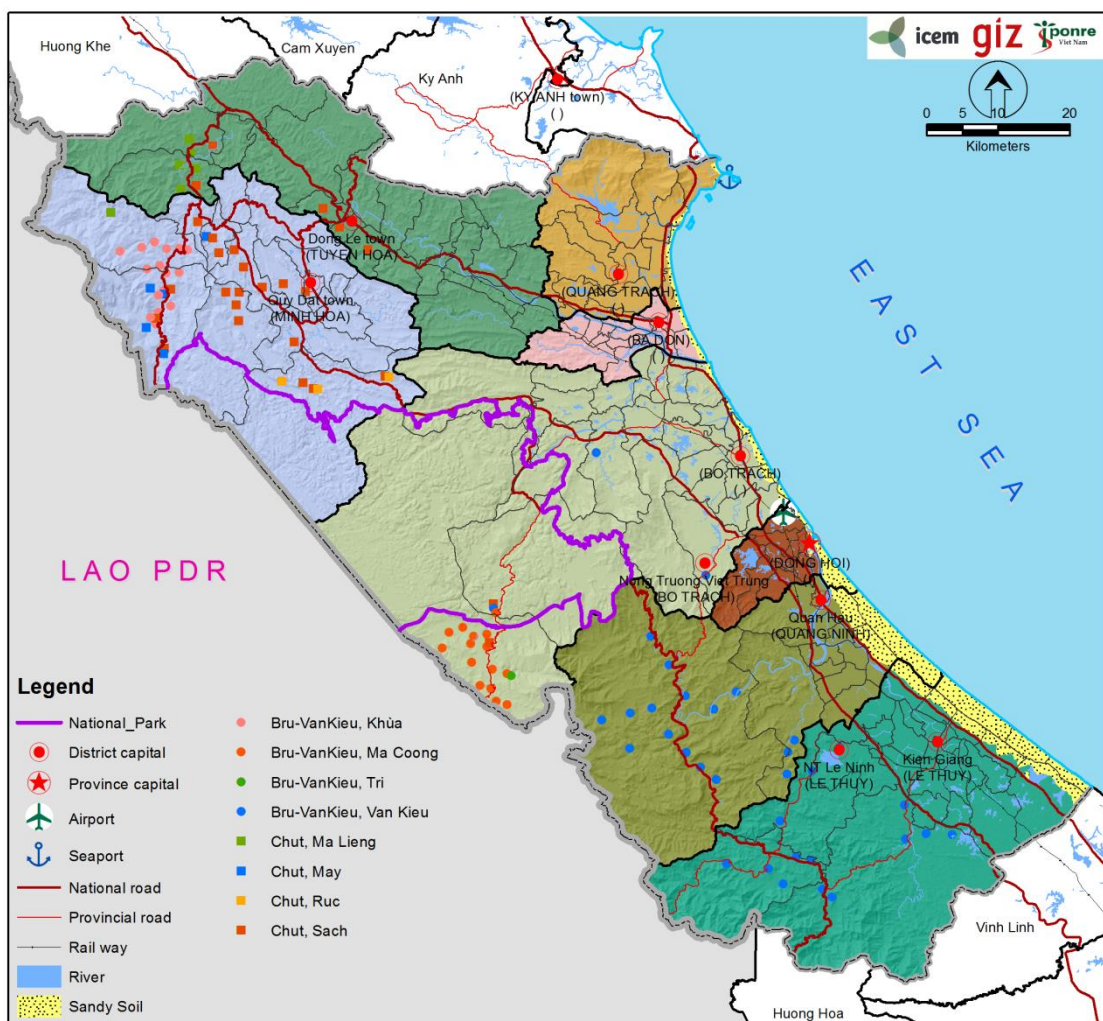 Huong Khe
Cam Xuyen
Ky Anh
(KY ANH town)
( )
icem
giz
iponre
Viet Nam
0 5 10 20
Kilometers
Dong Le town
(TUYEN HOA)
(QUANG TRACH)
Quy Dat town
(MINH HOA)
(BA DON)
EAST SEA
(BO TRACH)
( )
LAO PDR
(DONG HOI)
Nong Truong Viet Trung
(BO TRACH)
Quan Hau
(QUANG NINH)
NT Le Ninh
(LE THUY)
Kien Giang
(LE THUY)
Vinh Linh
Huong Hoa
Legend
National_Park
District capital
Province capital
Airport
Seaport
National road
Provincial road
Rail way
River
Sandy Soil
Bru-VanKieu, Khùa
Bru-VanKieu, Ma Coong
Bru-VanKieu, Tri
Bru-VanKieu, Van Kieu
Chut, Ma Lieng
Chut, May
Chut, Ruc
Chut, Sach